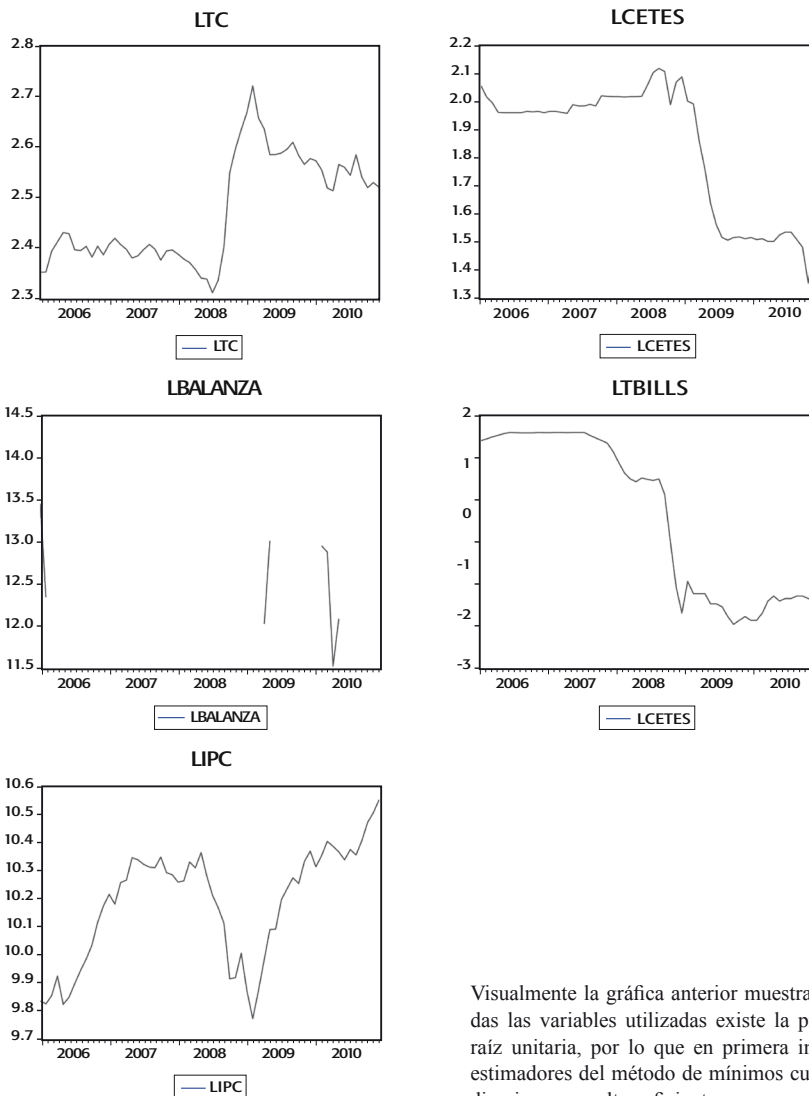 LTC
2.8
2.7
2.6
2.5
2.4
2.3
2006 2007 2008 2009 2010
LTC
LCETES
2.2
2.1
2.0
1.9
1.8
1.7
1.6
1.5
1.4
1.3
2006 2007 2008 2009 2010
LCETES
LBALANZA
14.5
14.0
13.5
13.0
12.5
12.0
11.5
2006 2007 2008 2009 2010
LBALANZA
LTBILLS
2
1
0
-1
-2
-3
2006 2007 2008 2009 2010
LCETES
LIPC
10.6
10.5
10.4
10.3
10.2
10.1
10.0
9.9
9.8
9.7
2006 2007 2008 2009 2010
LIPC
Visualmente la gráfica anterior muestra
das las variables utilizadas existe la p
raíz unitaria, por lo que en primera in
estimadores del método de mínimos cu